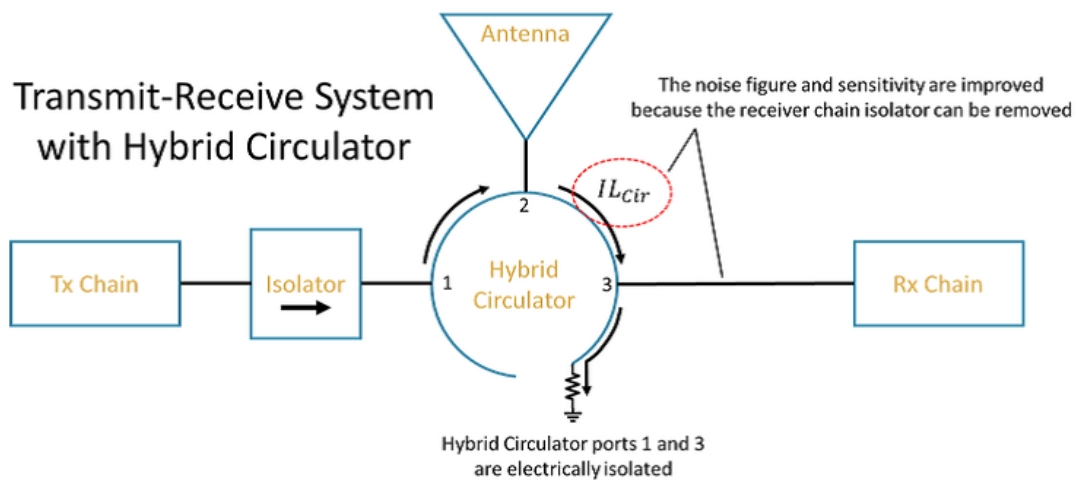 Antenna
Transmit-Receive System
with Hybrid Circulator
The noise figure and sensitivity are improved
because the receiver chain isolator can be removed
IL_Cir
2
Tx Chain
Isolator
1
Hybrid
Circulator
3
Rx Chain
Hybrid Circulator ports 1 and 3
are electrically isolated